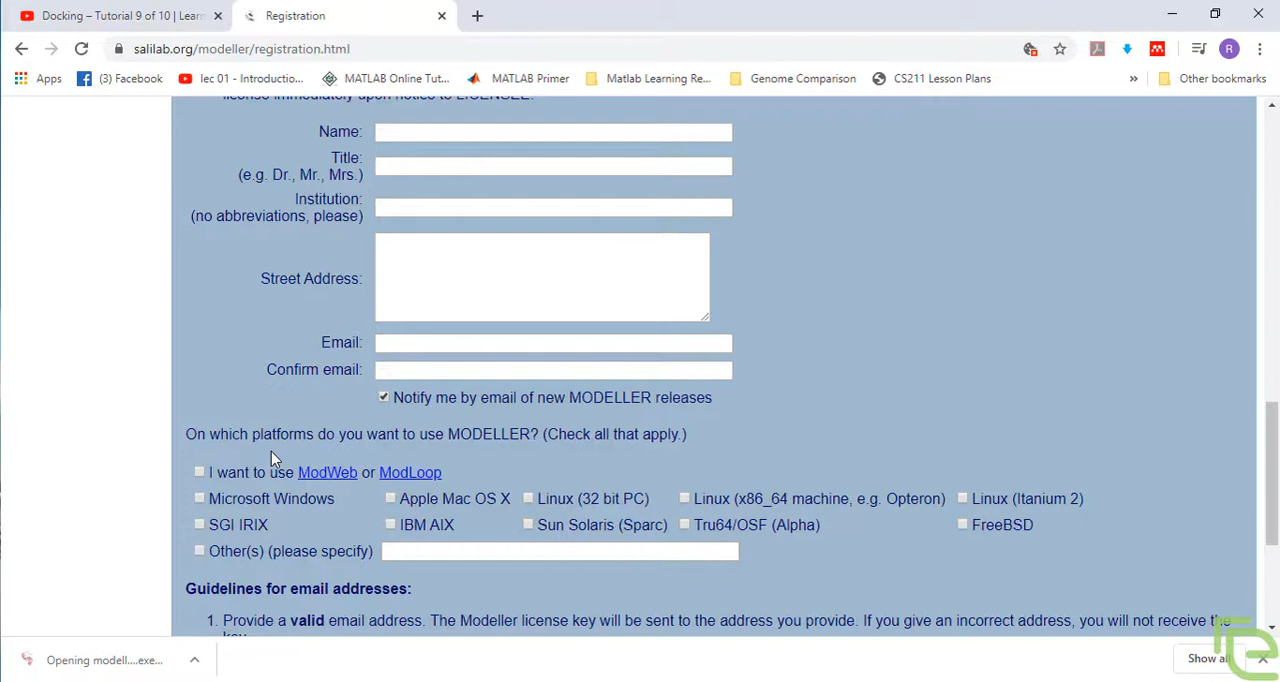 Docking – Tutorial 9 of 10 | Learn
Registration
salilab.org/modeller/registration.html
Apps
(3) Facebook
lec 01 - Introductio...
MATLAB Online Tut...
MATLAB Primer
Matlab Learning Re...
Genome Comparison
CS211 Lesson Plans
»
Other bookmarks
R
license immediately upon notice to LICENSEE.
Name:
Title:
(e.g. Dr., Mr., Mrs.)
Institution:
(no abbreviations, please)
Street Address:
Email:
Confirm email:
Notify me by email of new MODELLER releases
On which platforms do you want to use MODELLER? (Check all that apply.)
I want to use ModWeb or ModLoop
Microsoft Windows Apple Mac OS X Linux (32 bit PC) Linux (x86_64 machine, e.g. Opteron) Linux (Itanium 2)
SGI IRIX IBM AIX Sun Solaris (Sparc) Tru64/OSF (Alpha) FreeBSD
Other(s) (please specify)
Guidelines for email addresses:
1. Provide a valid email address. The Modeller license key will be sent to the address you provide. If you give an incorrect address, you will not receive the
key.
Opening modell....exe...
Show all